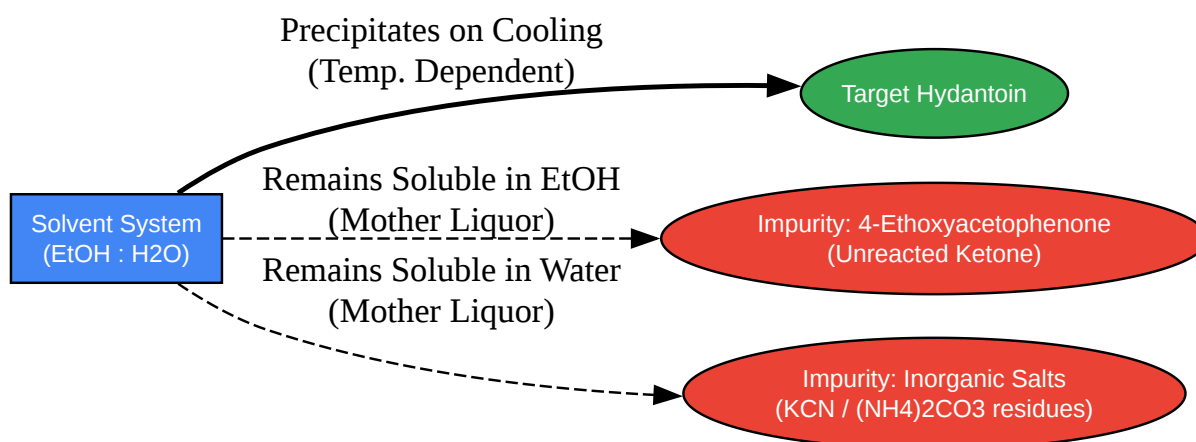 Precipitates on Cooling
(Temp. Dependent)
Target Hydantoin
Remains Soluble in EtOH
(Mother Liquor)
Solvent System
(EtOH : H2O)
Impurity: 4-Ethoxyacetophenone
(Unreacted Ketone)
Remains Soluble in Water
(Mother Liquor)
Impurity: Inorganic Salts
(KCN / (NH4)2CO3 residues)